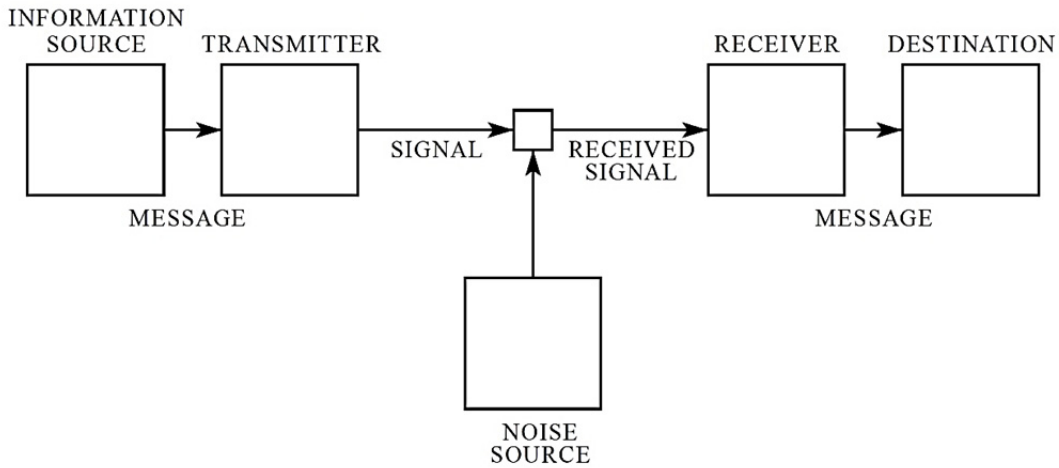 INFORMATION
SOURCE
TRANSMITTER
RECEIVER
DESTINATION
SIGNAL
RECEIVED
SIGNAL
MESSAGE
MESSAGE
NOISE
SOURCE